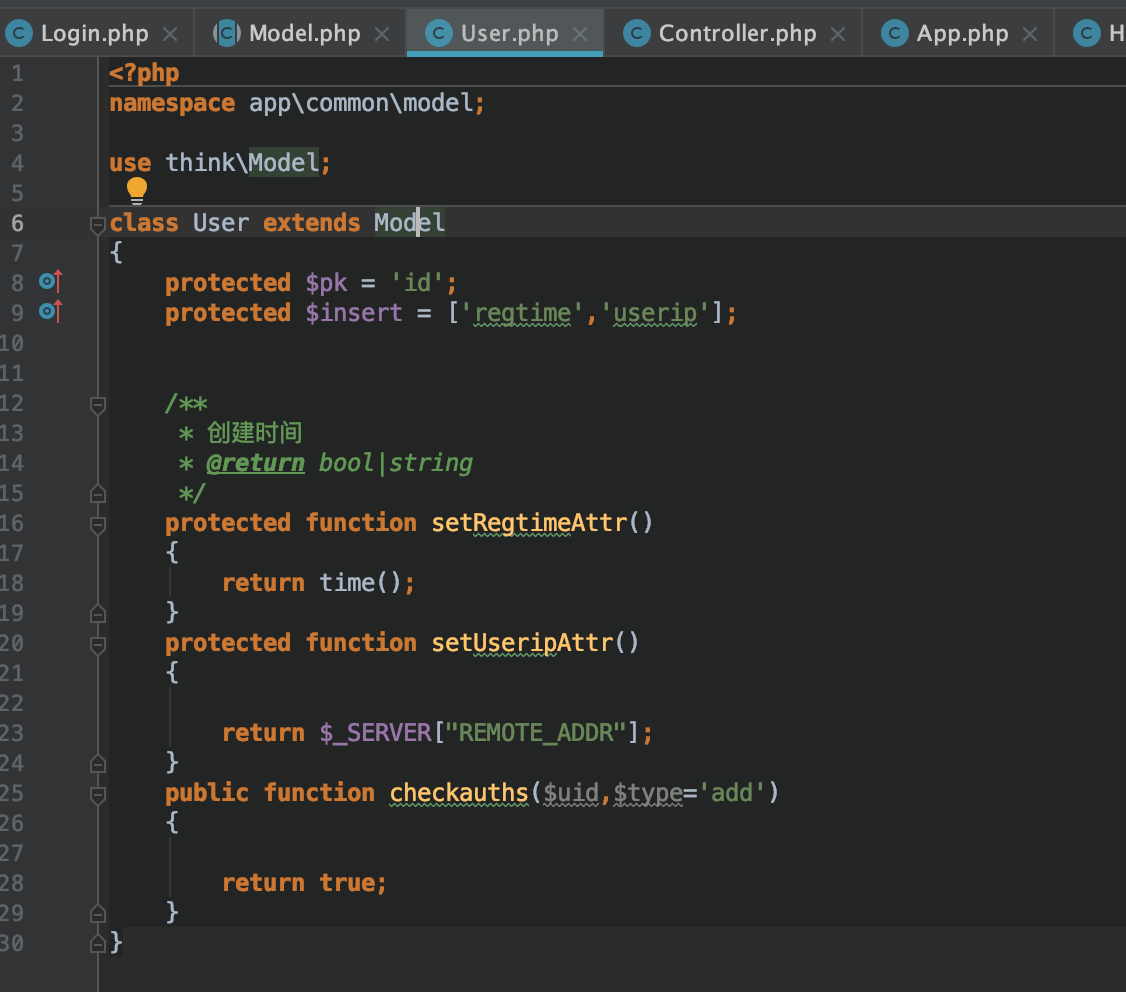 Login.php Model.php User.php Controller.php App.php H
1 <?php
2 namespace app\common\model;
3
4 use think\Model;
5
6 class User extends Model
7 {
8 protected $pk = 'id';
9 protected $insert = ['regtime','userip'];
10
11
12 /**
13 * 创建时间
14 * @return bool|string
15 */
16 protected function setRegtimeAttr()
17 {
18 return time();
19 }
20 protected function setUseripAttr()
21 {
22
23 return $_SERVER["REMOTE_ADDR"];
24 }
25 public function checkauths($uid,$type='add')
26 {
27
28 return true;
29 }
30 }